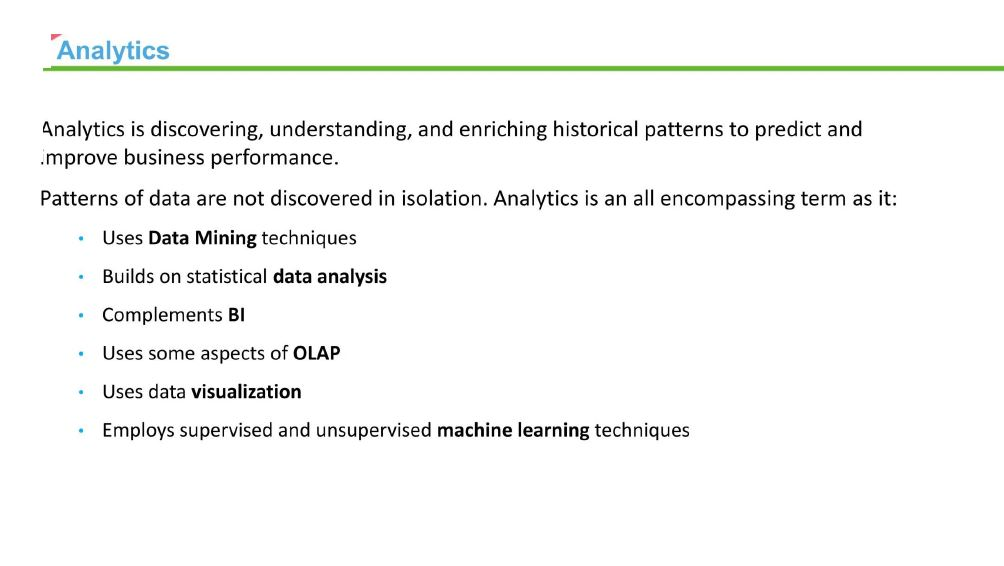 Analytics
Analytics is discovering, understanding, and enriching historical patterns to predict and
improve business performance.
Patterns of data are not discovered in isolation. Analytics is an all encompassing term as it:
• Uses Data Mining techniques
• Builds on statistical data analysis
• Complements BI
• Uses some aspects of OLAP
• Uses data visualization
• Employs supervised and unsupervised machine learning techniques